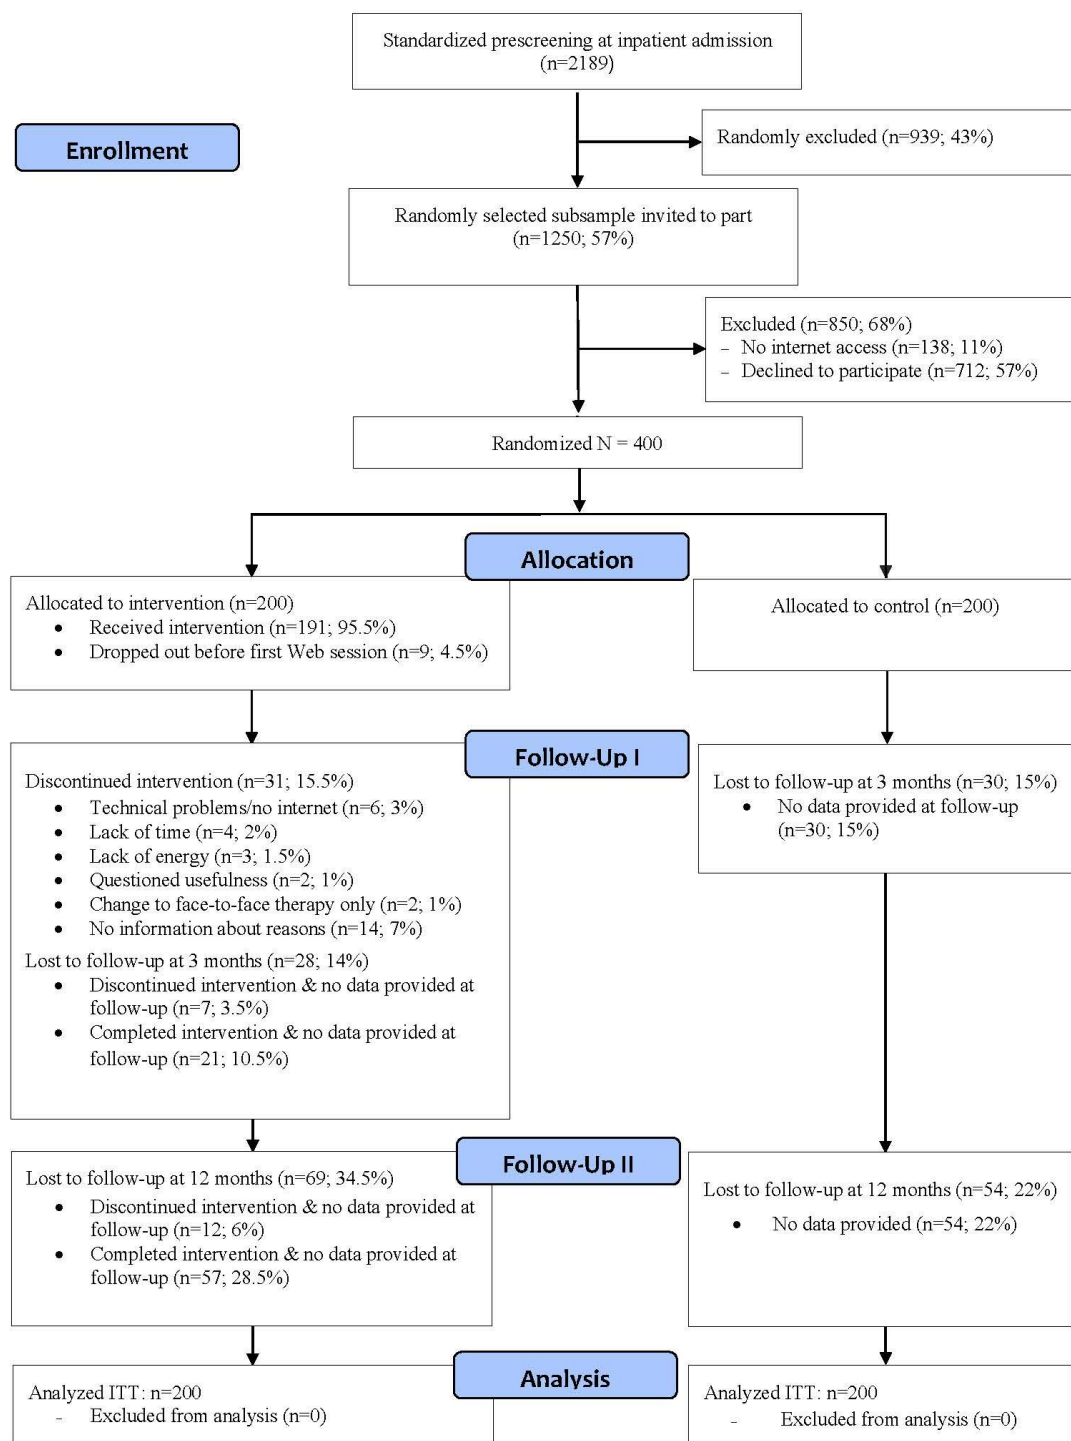 Standardized prescreening at inpatient admission
(n=2189)
Enrollment
Randomly excluded (n=939; 43%)
Randomly selected subsample invited to part
(n=1250; 57%)
Excluded (n=850; 68%)
– No internet access (n=138; 11%)
– Declined to participate (n=712; 57%)
Randomized N = 400
Allocation
Allocated to intervention (n=200)
• Received intervention (n=191; 95.5%)
• Dropped out before first Web session (n=9; 4.5%)
Allocated to control (n=200)
Follow-Up I
Discontinued intervention (n=31; 15.5%)
• Technical problems/no internet (n=6; 3%)
• Lack of time (n=4; 2%)
• Lack of energy (n=3; 1.5%)
• Questioned usefulness (n=2; 1%)
• Change to face-to-face therapy only (n=2; 1%)
• No information about reasons (n=14; 7%)
Lost to follow-up at 3 months (n=28; 14%)
• Discontinued intervention & no data provided at
follow-up (n=7; 3.5%)
• Completed intervention & no data provided at
follow-up (n=21; 10.5%)
Lost to follow-up at 3 months (n=30; 15%)
• No data provided at follow-up
(n=30; 15%)
Follow-Up II
Lost to follow-up at 12 months (n=69; 34.5%)
• Discontinued intervention & no data provided at
follow-up (n=12; 6%)
• Completed intervention & no data provided at
follow-up (n=57; 28.5%)
Lost to follow-up at 12 months (n=54; 22%)
• No data provided (n=54; 22%)
Analysis
Analyzed ITT: n=200
– Excluded from analysis (n=0)
Analyzed ITT: n=200
– Excluded from analysis (n=0)